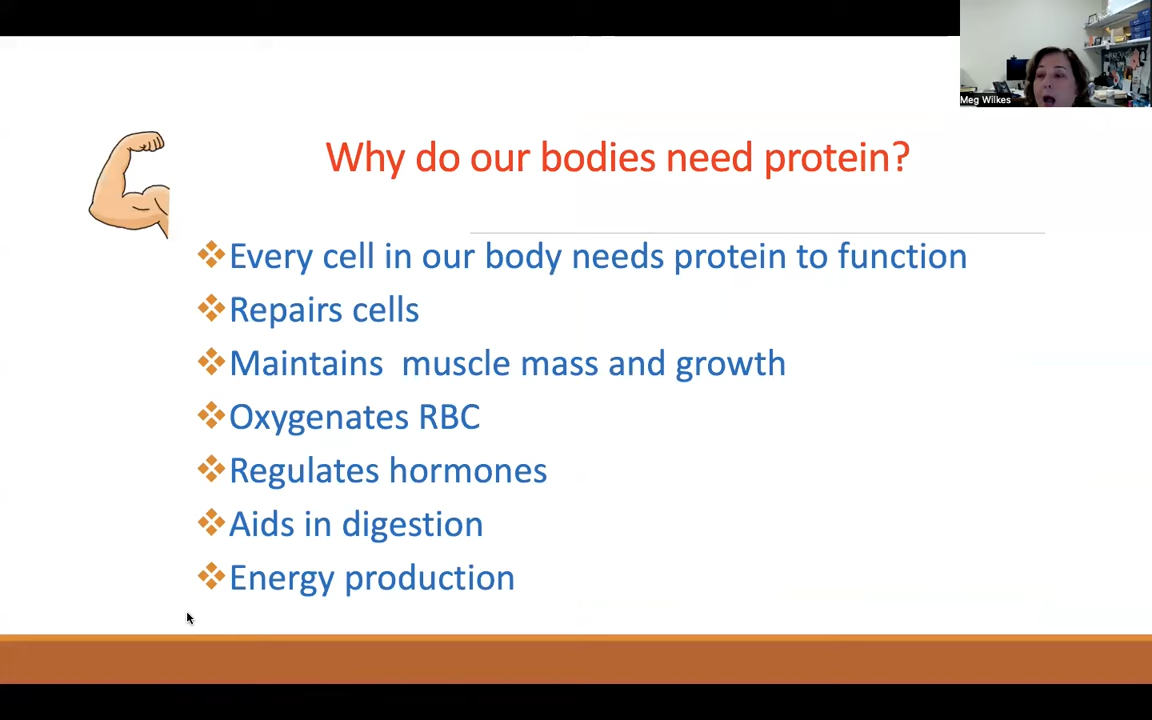 Meg Wilkes
Why do our bodies need protein?
Every cell in our body needs protein to function
Repairs cells
Maintains  muscle mass and growth
Oxygenates RBC
Regulates hormones
Aids in digestion
Energy production